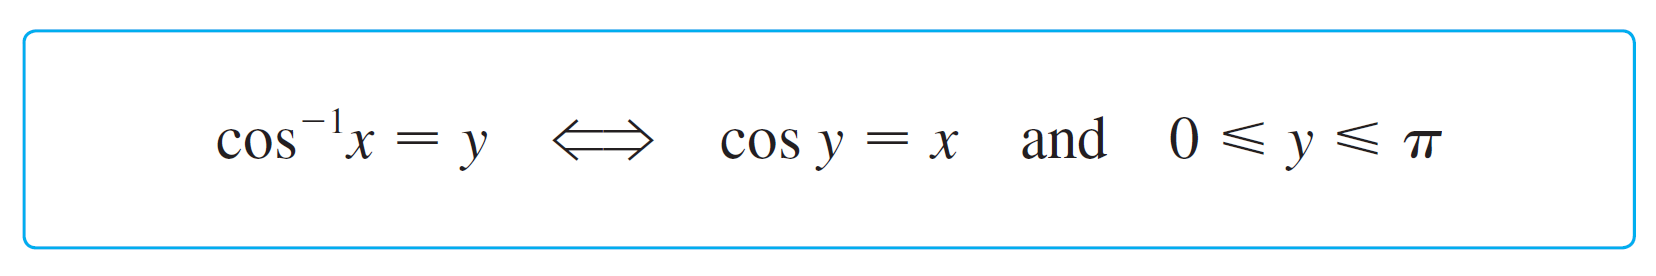 cos⁻¹x = y ⟺ cos y = x and 0 ⩽ y ⩽ π